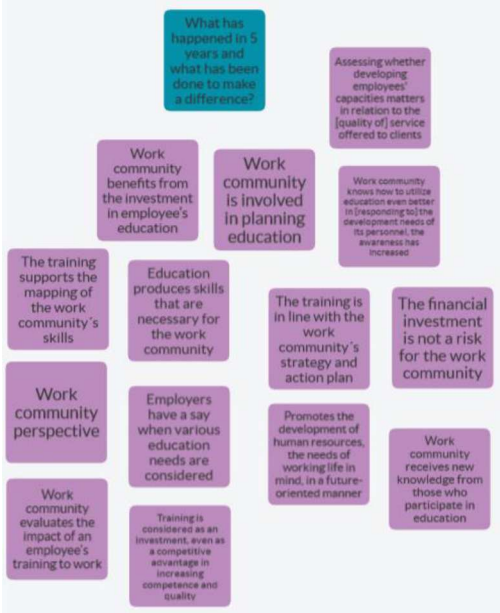 What has
happened in 5
years and
what has been
done to make
a difference?
Assessing whether
developing
employees'
capacities matters
in relation to the
[quality of] service
offered to clients
Work
community
benefits from
the investment
in employee's
education
Work
community
is involved
in planning
education
Work community
knows how to utilize
education even better
in [responding to] the
development needs of
its personnel, the
awareness has
increased
The training
supports the
mapping of
the work
community´s
skills
Education
produces skills
that are
necessary for
the work
community
The training is
in line with the
work
community´s
strategy and
action plan
The financial
investment
is not a risk
for the work
community
Work
community
perspective
Employers
have a say
when various
education
needs are
considered
Promotes the
development of
human resources,
the needs of
working life in
mind, in a future-
oriented manner
Work
community
receives new
knowledge from
those who
participate in
education
Work
community
evaluates the
impact of an
employee's
training to work
Training is
considered as an
investment, even as
a competitive
advantage in
increasing
competence and
quality